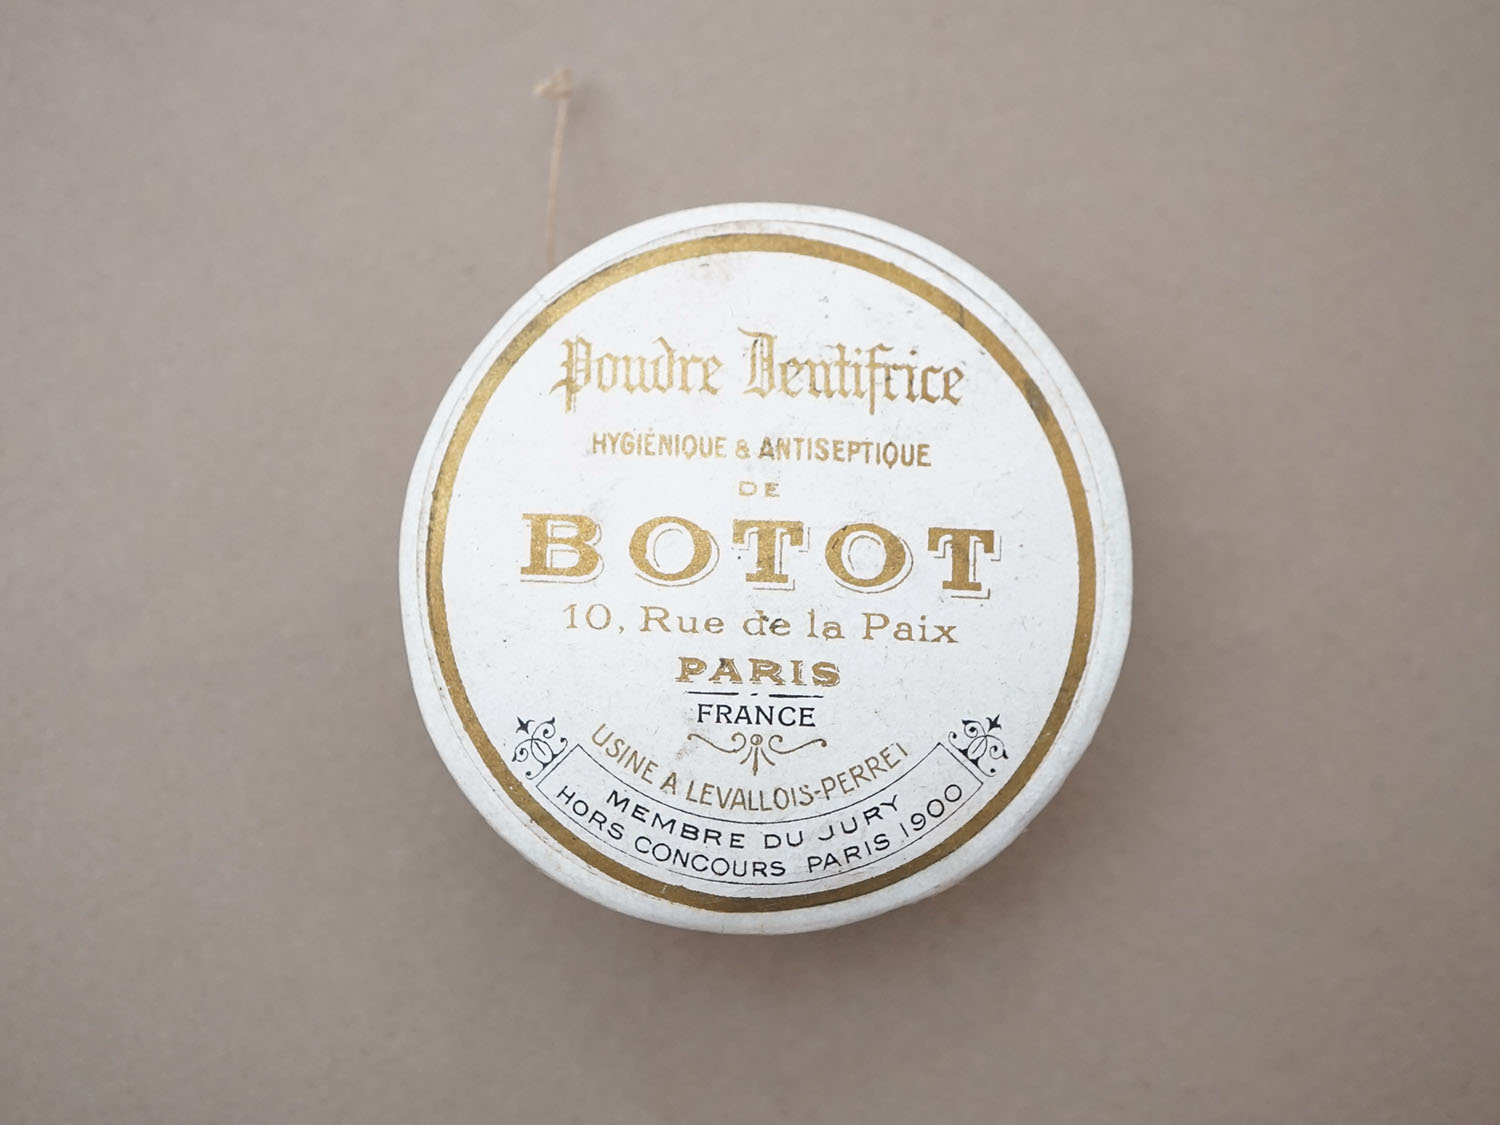 Poudre Dentifrice
HYGIÉNIQUE & ANTISEPTIQUE
DE
BOTOT
10, Rue de la Paix
PARIS
FRANCE
USINE A LEVALLOIS-PERRET
MEMBRE DU JURY
HORS CONCOURS PARIS 1900